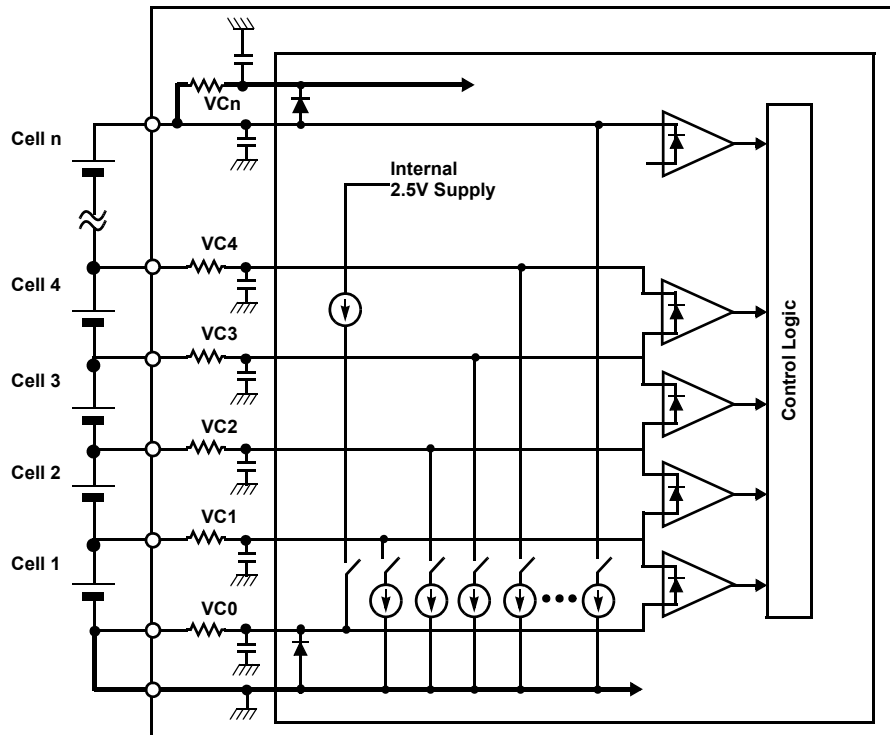 VCn
Cell n
Internal
2.5V Supply
VC4
Cell 4
VC3
Cell 3
VC2
Cell 2
VC1
Cell 1
VC0
Control Logic